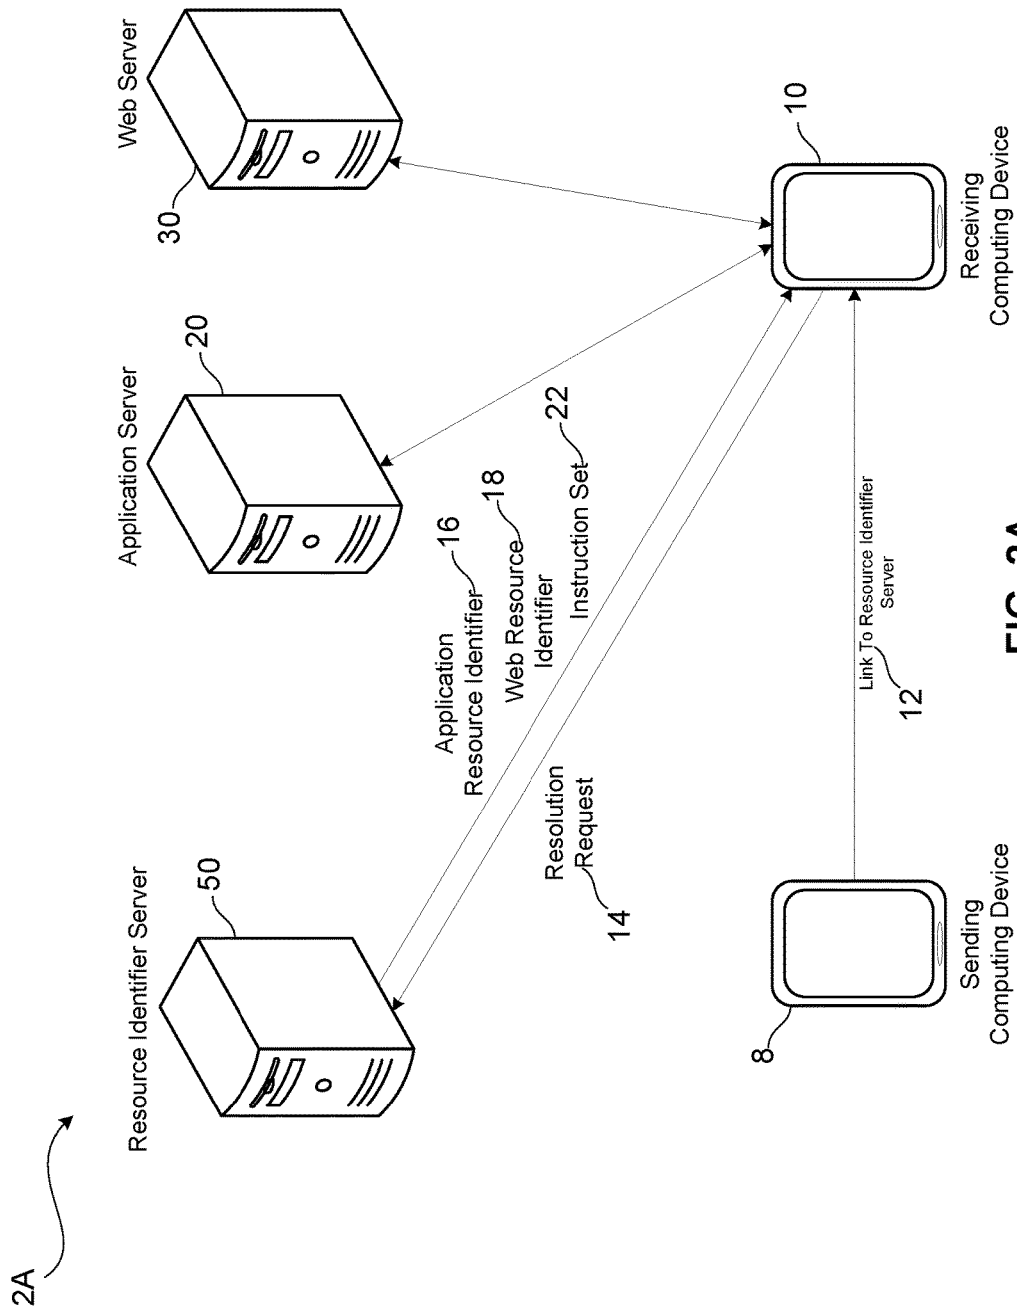 2A
Resource Identifier Server
50
Application Server
20
Web Server
30
Application
Resource Identifier
16
Web Resource
Identifier
18
Instruction Set
22
Resolution
Request
14
Link To Resource Identifier
Server
12
8
Sending
Computing Device
10
Receiving
Computing Device